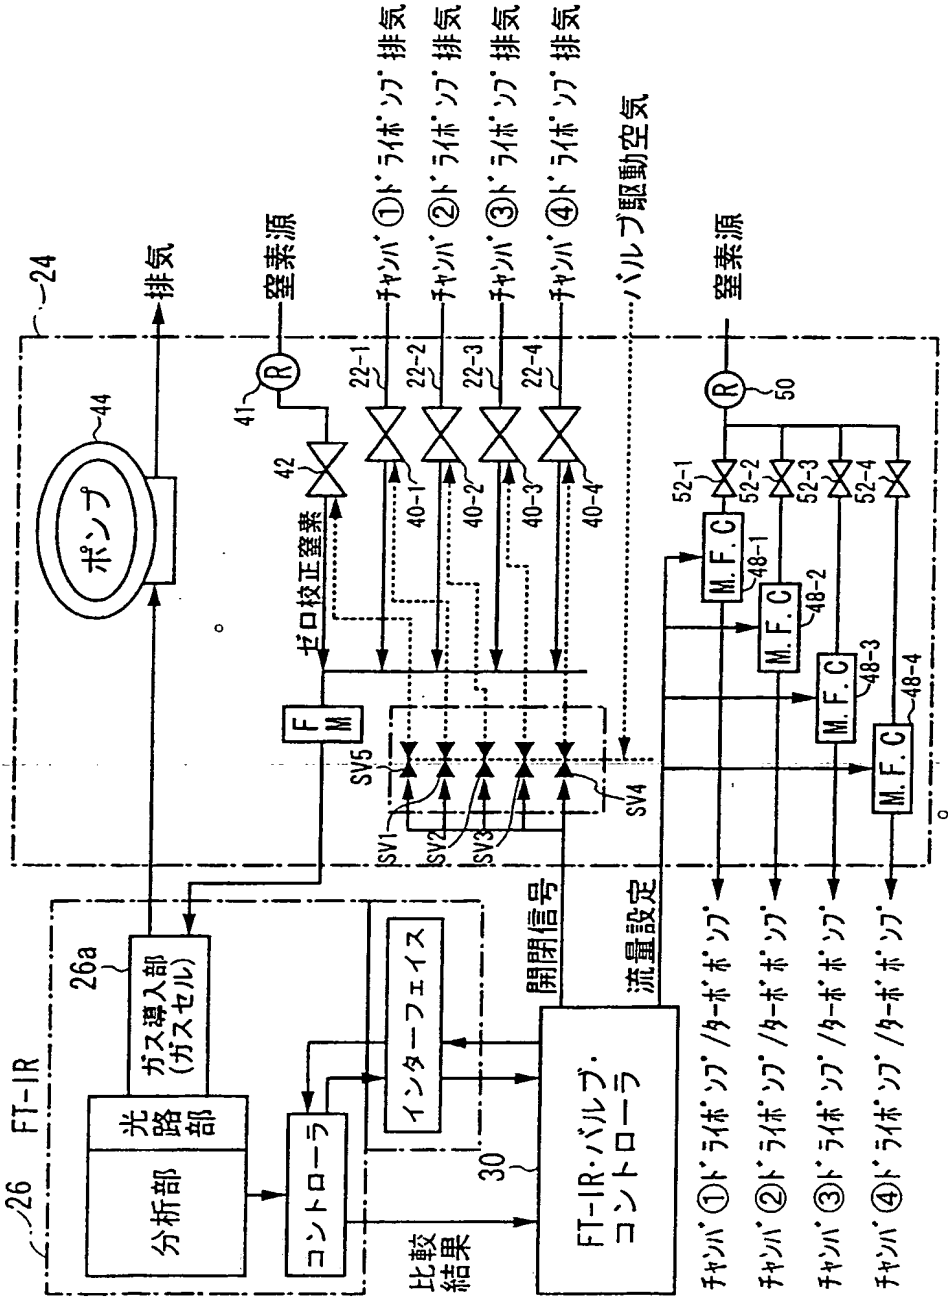 FT-IR
26
分析部
光路部
ガス導入部
(ガスセル)
26a
コントローラ
インターフェイス
比較
結果
30
FT-IR・バルブ・
コントローラ
開閉信号
流量設定
24
ポンプ
44
排気
窒素源
R
41
42
ゼロ校正窒素
FM
22-1
22-2
22-3
22-4
40-1
40-2
40-3
40-4
チャンバ①ドライポンプ排気
チャンバ②ドライポンプ排気
チャンバ③ドライポンプ排気
チャンバ④ドライポンプ排気
SV5
SV1
SV2
SV3
SV4
バルブ駆動空気
窒素源
R
50
52-1
52-2
52-3
52-4
M.F.C
48-1
M.F.C
48-2
M.F.C
48-3
M.F.C
48-4
チャンバ①ドライポンプ/ターボポンプ
チャンバ②ドライポンプ/ターボポンプ
チャンバ③ドライポンプ/ターボポンプ
チャンバ④ドライポンプ/ターボポンプ